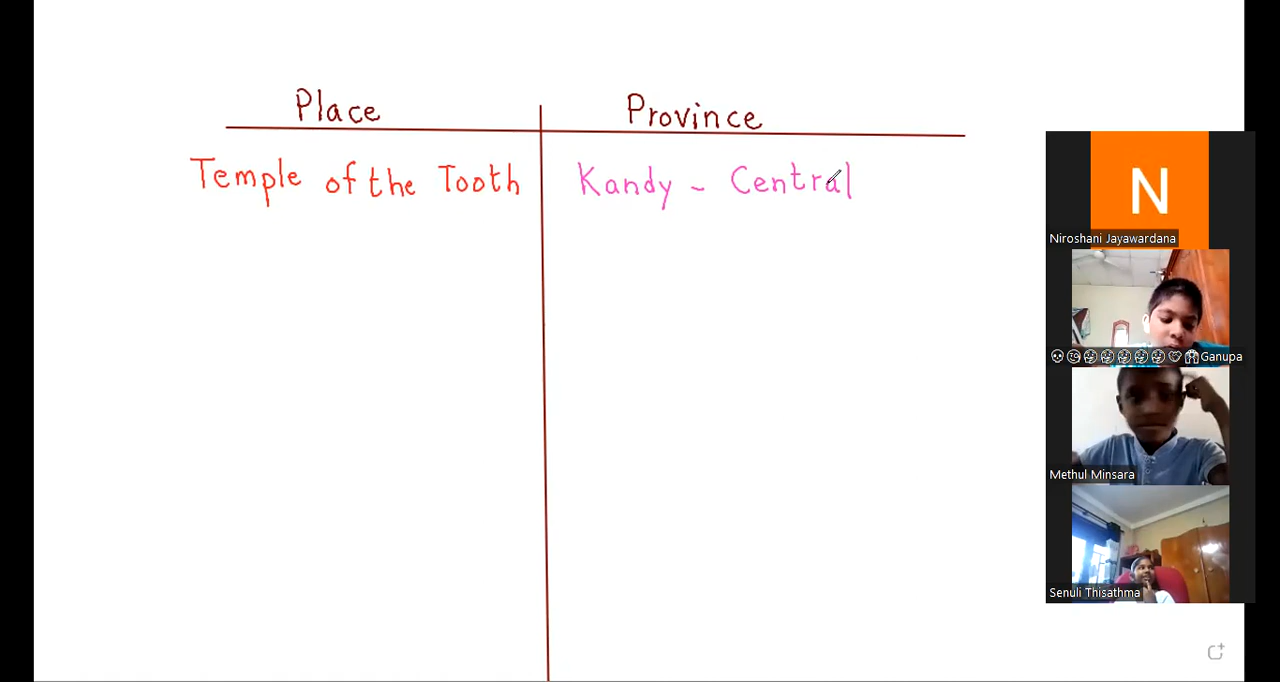 Place Province
Temple of the Tooth Kandy - Central
N
Niroshani Jayawardana
💀😘🤪🤪🤪🤪🤪🤝😱Ganupa
Methul Minsara
Senuli Thisathma